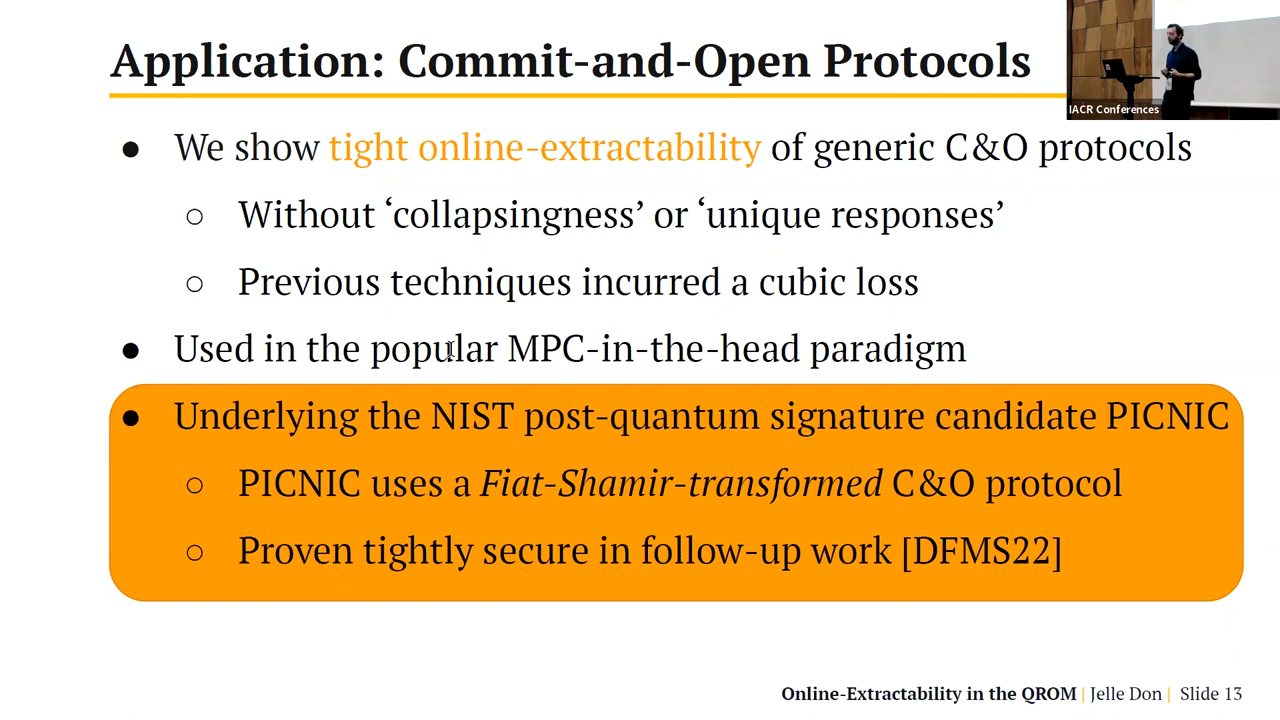 Application: Commit-and-Open Protocols
IACR Conferences
● We show tight online-extractability of generic C&O protocols
○ Without ‘collapsingness’ or ‘unique responses’
○ Previous techniques incurred a cubic loss
● Used in the popular MPC-in-the-head paradigm
● Underlying the NIST post-quantum signature candidate PICNIC
○ PICNIC uses a Fiat-Shamir-transformed C&O protocol
○ Proven tightly secure in follow-up work [DFMS22]
Online-Extractability in the QROM | Jelle Don | Slide 13